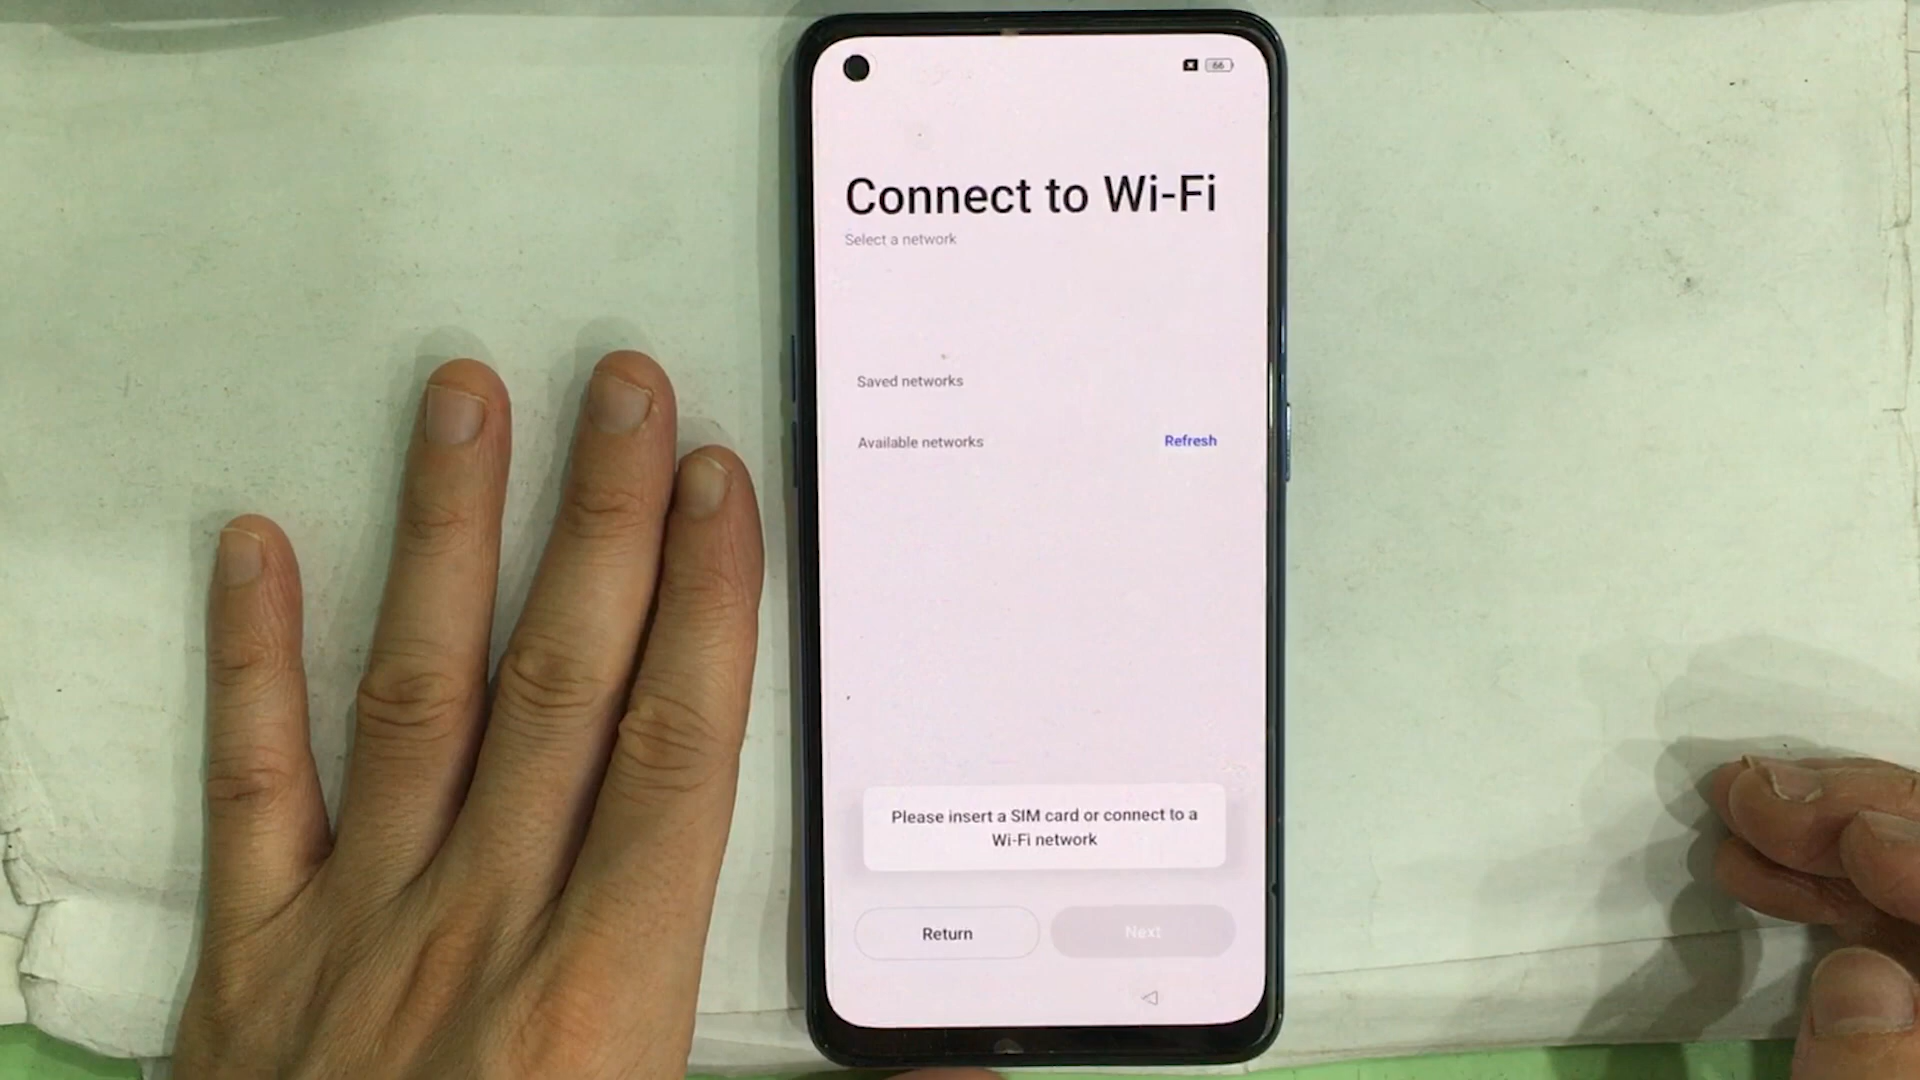 66
Connect to Wi-Fi
Select a network
Saved networks
Available networks
Refresh
Please insert a SIM card or connect to a
Wi-Fi network
Return
Next